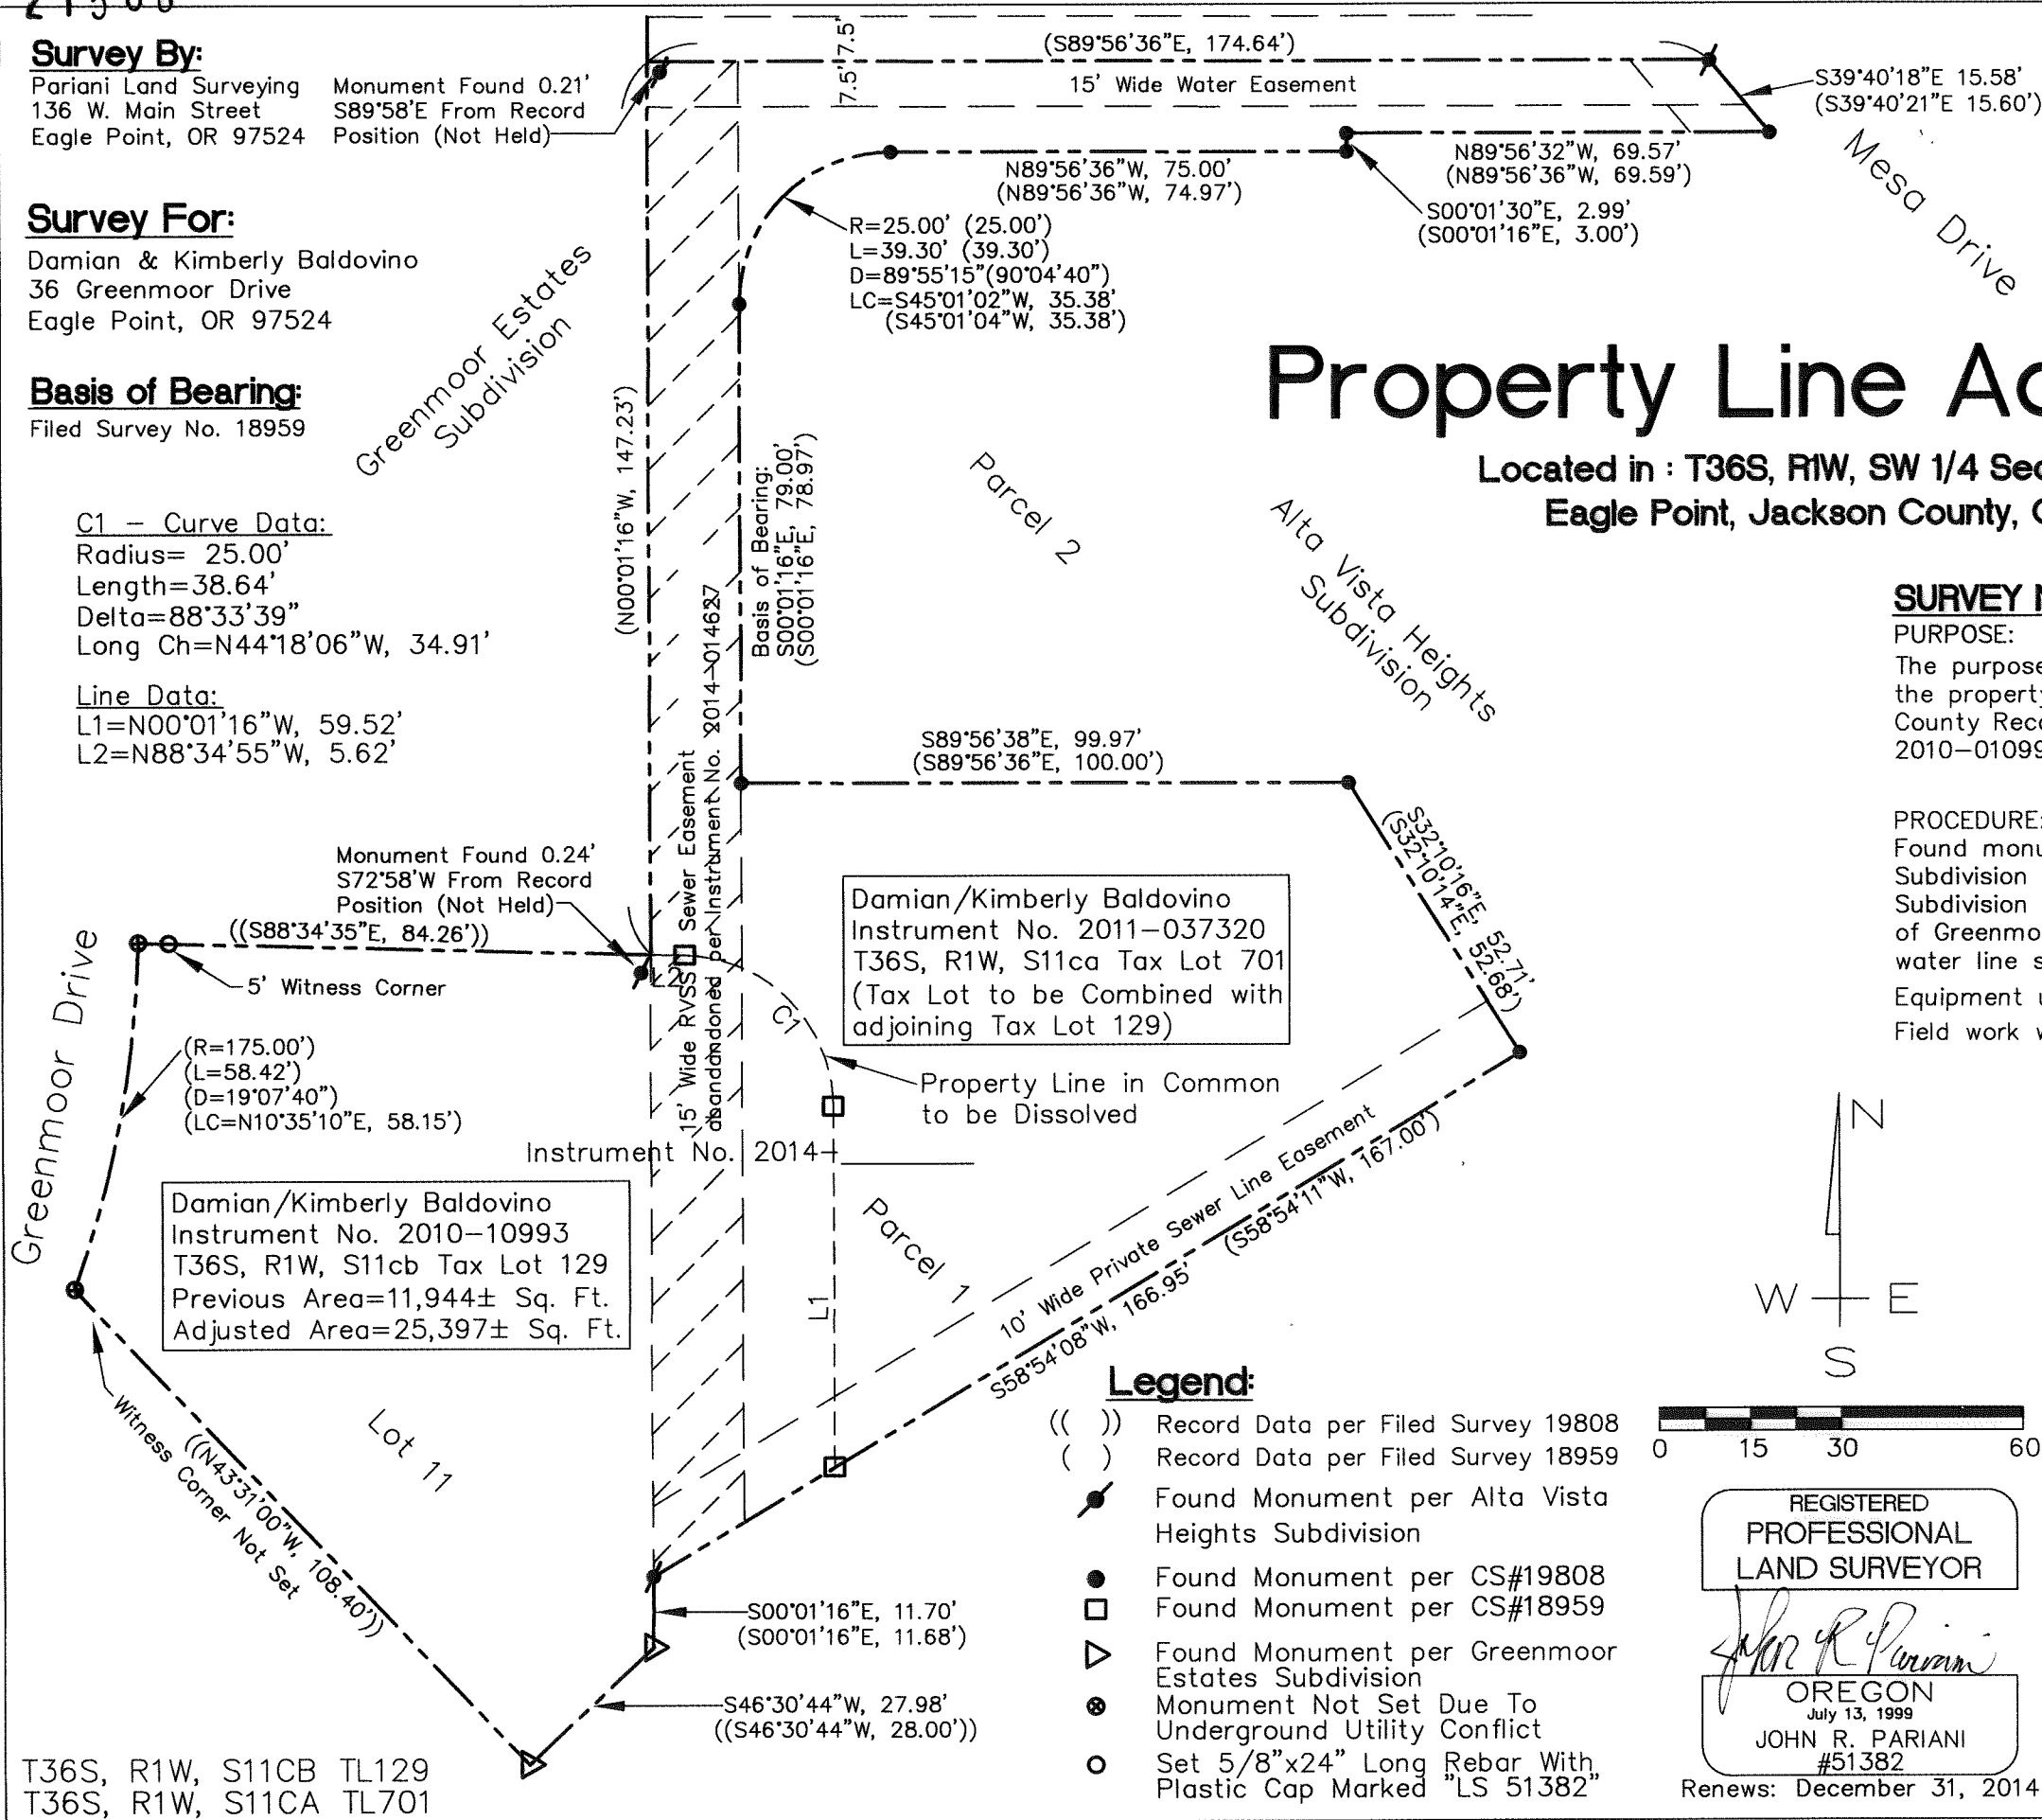 Survey By:
Pariani Land Surveying
136 W. Main Street
Eagle Point, OR 97524
Monument Found 0.21'
S89°58'E From Record
Position (Not Held)
Survey For:
Damian & Kimberly Baldovino
36 Greenmoor Drive
Eagle Point, OR 97524
Basis of Bearing:
Filed Survey No. 18959
C1 – Curve Data:
Radius= 25.00'
Length=38.64'
Delta=88°33'39"
Long Ch=N44°18'06"W, 34.91'
Line Data:
L1=N00°01'16"W, 59.52'
L2=N88°34'55"W, 5.62'
7.5' 7.5'
(S89°56'36"E, 174.64')
15' Wide Water Easement
S39°40'18"E 15.58'
(S39°40'21"E 15.60')
Mesa Drive
N89°56'36"W, 75.00'
(N89°56'36"W, 74.97')
N89°56'32"W, 69.57'
(N89°56'36"W, 69.59')
S00°01'30"E, 2.99'
(S00°01'16"E, 3.00')
R=25.00' (25.00')
L=39.30' (39.30')
D=89°55'15"(90°04'40")
LC=S45°01'02"W, 35.38'
(S45°01'04"W, 35.38')
Greenmoor Estates
Subdivision
(N00°01'16"W, 147.23')
Basis of Bearing:
S00°01'16"E, 79.00'
(S00°01'16"E, 78.97')
Parcel 2
Alta Vista Heights
Subdivision
Property Line
Located in : T36S, R1W, SW 1/4
Eagle Point, Jackson County,
SURVEY
PURPOSE:
The purpose
the property
County
2010-01099
PROCEDURE:
Found
Subdivision
Subdivision
of
water line
Equipment
Field work
S89°56'38"E, 99.97'
(S89°56'36"E, 100.00')
S32°10'16"E, 52.71'
(S32°10'14"E, 52.68')
15' Wide RVSS Sewer Easement
abandandoned per Instrument No. 2014-014627
Monument Found 0.24'
S72°58'W From Record
Position (Not Held)
((S88°34'35"E, 84.26'))
5' Witness Corner
L2
C1
Damian/Kimberly Baldovino
Instrument No. 2011-037320
T36S, R1W, S11ca Tax Lot 701
(Tax Lot to be Combined with
adjoining Tax Lot 129)
Property Line in Common
to be Dissolved
Greenmoor Drive
(R=175.00')
(L=58.42')
(D=19°07'40")
(LC=N10°35'10"E, 58.15')
Instrument No. 2014-
Damian/Kimberly Baldovino
Instrument No. 2010-10993
T36S, R1W, S11cb Tax Lot 129
Previous Area=11,944± Sq. Ft.
Adjusted Area=25,397± Sq. Ft.
L1
Parcel 1
10' Wide Private Sewer Line Easement
S58°54'08"W, 166.95'
(S58°54'11"W, 167.00')
Witness Corner Not Set
((N43°31'00"W, 108.40'))
Lot 11
S00°01'16"E, 11.70'
(S00°01'16"E, 11.68')
S46°30'44"W, 27.98'
((S46°30'44"W, 28.00'))
T36S, R1W, S11CB TL129
T36S, R1W, S11CA TL701
Legend:
(( )) Record Data per Filed Survey 19808
( ) Record Data per Filed Survey 18959
Found Monument per Alta Vista
Heights Subdivision
Found Monument per CS#19808
Found Monument per CS#18959
Found Monument per Greenmoor
Estates Subdivision
Monument Not Set Due To
Underground Utility Conflict
Set 5/8"x24" Long Rebar With
Plastic Cap Marked "LS 51382"
N
W E
S
0 15 30 60
REGISTERED
PROFESSIONAL
LAND SURVEYOR
John R Pariani
OREGON
July 13, 1999
JOHN R. PARIANI
#51382
Renews: December 31, 2014